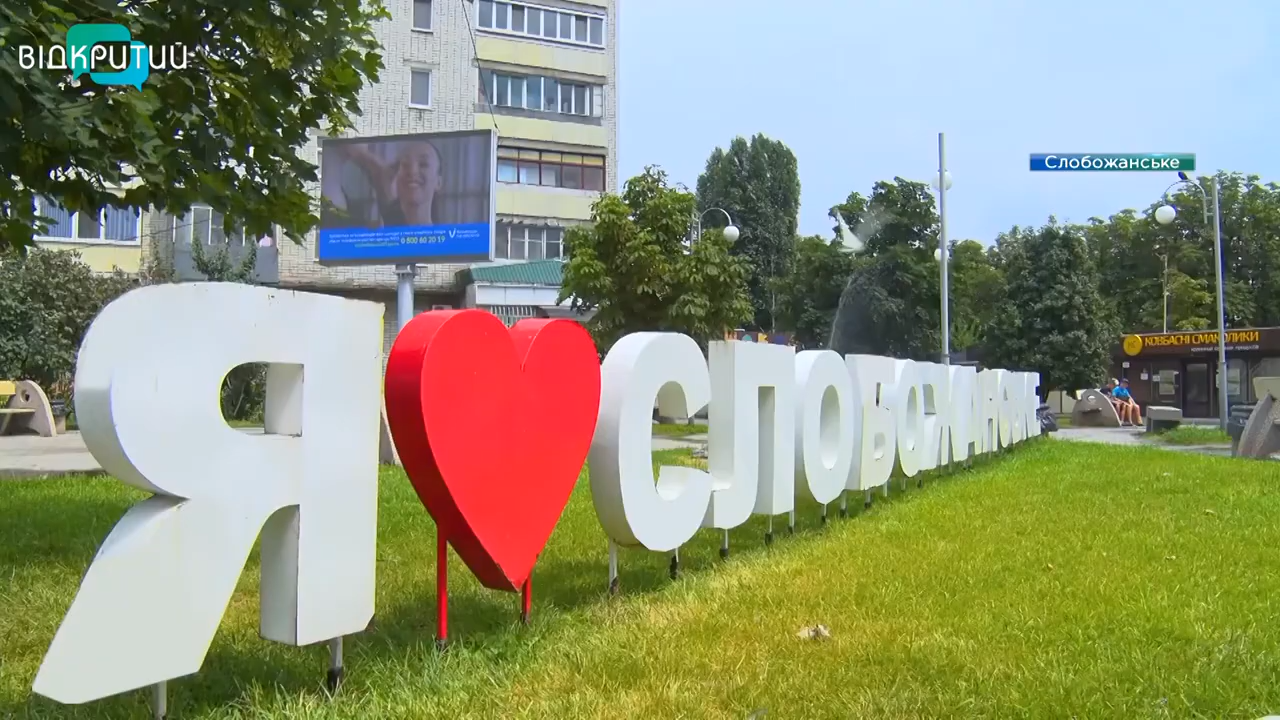 ВІДКРИТИЙ
Слобожанське
0 800 60 20 19
КОВБАСНІ СМАКОЛИКИ
Я ❤ СЛОБОЖАНСЬКЕ